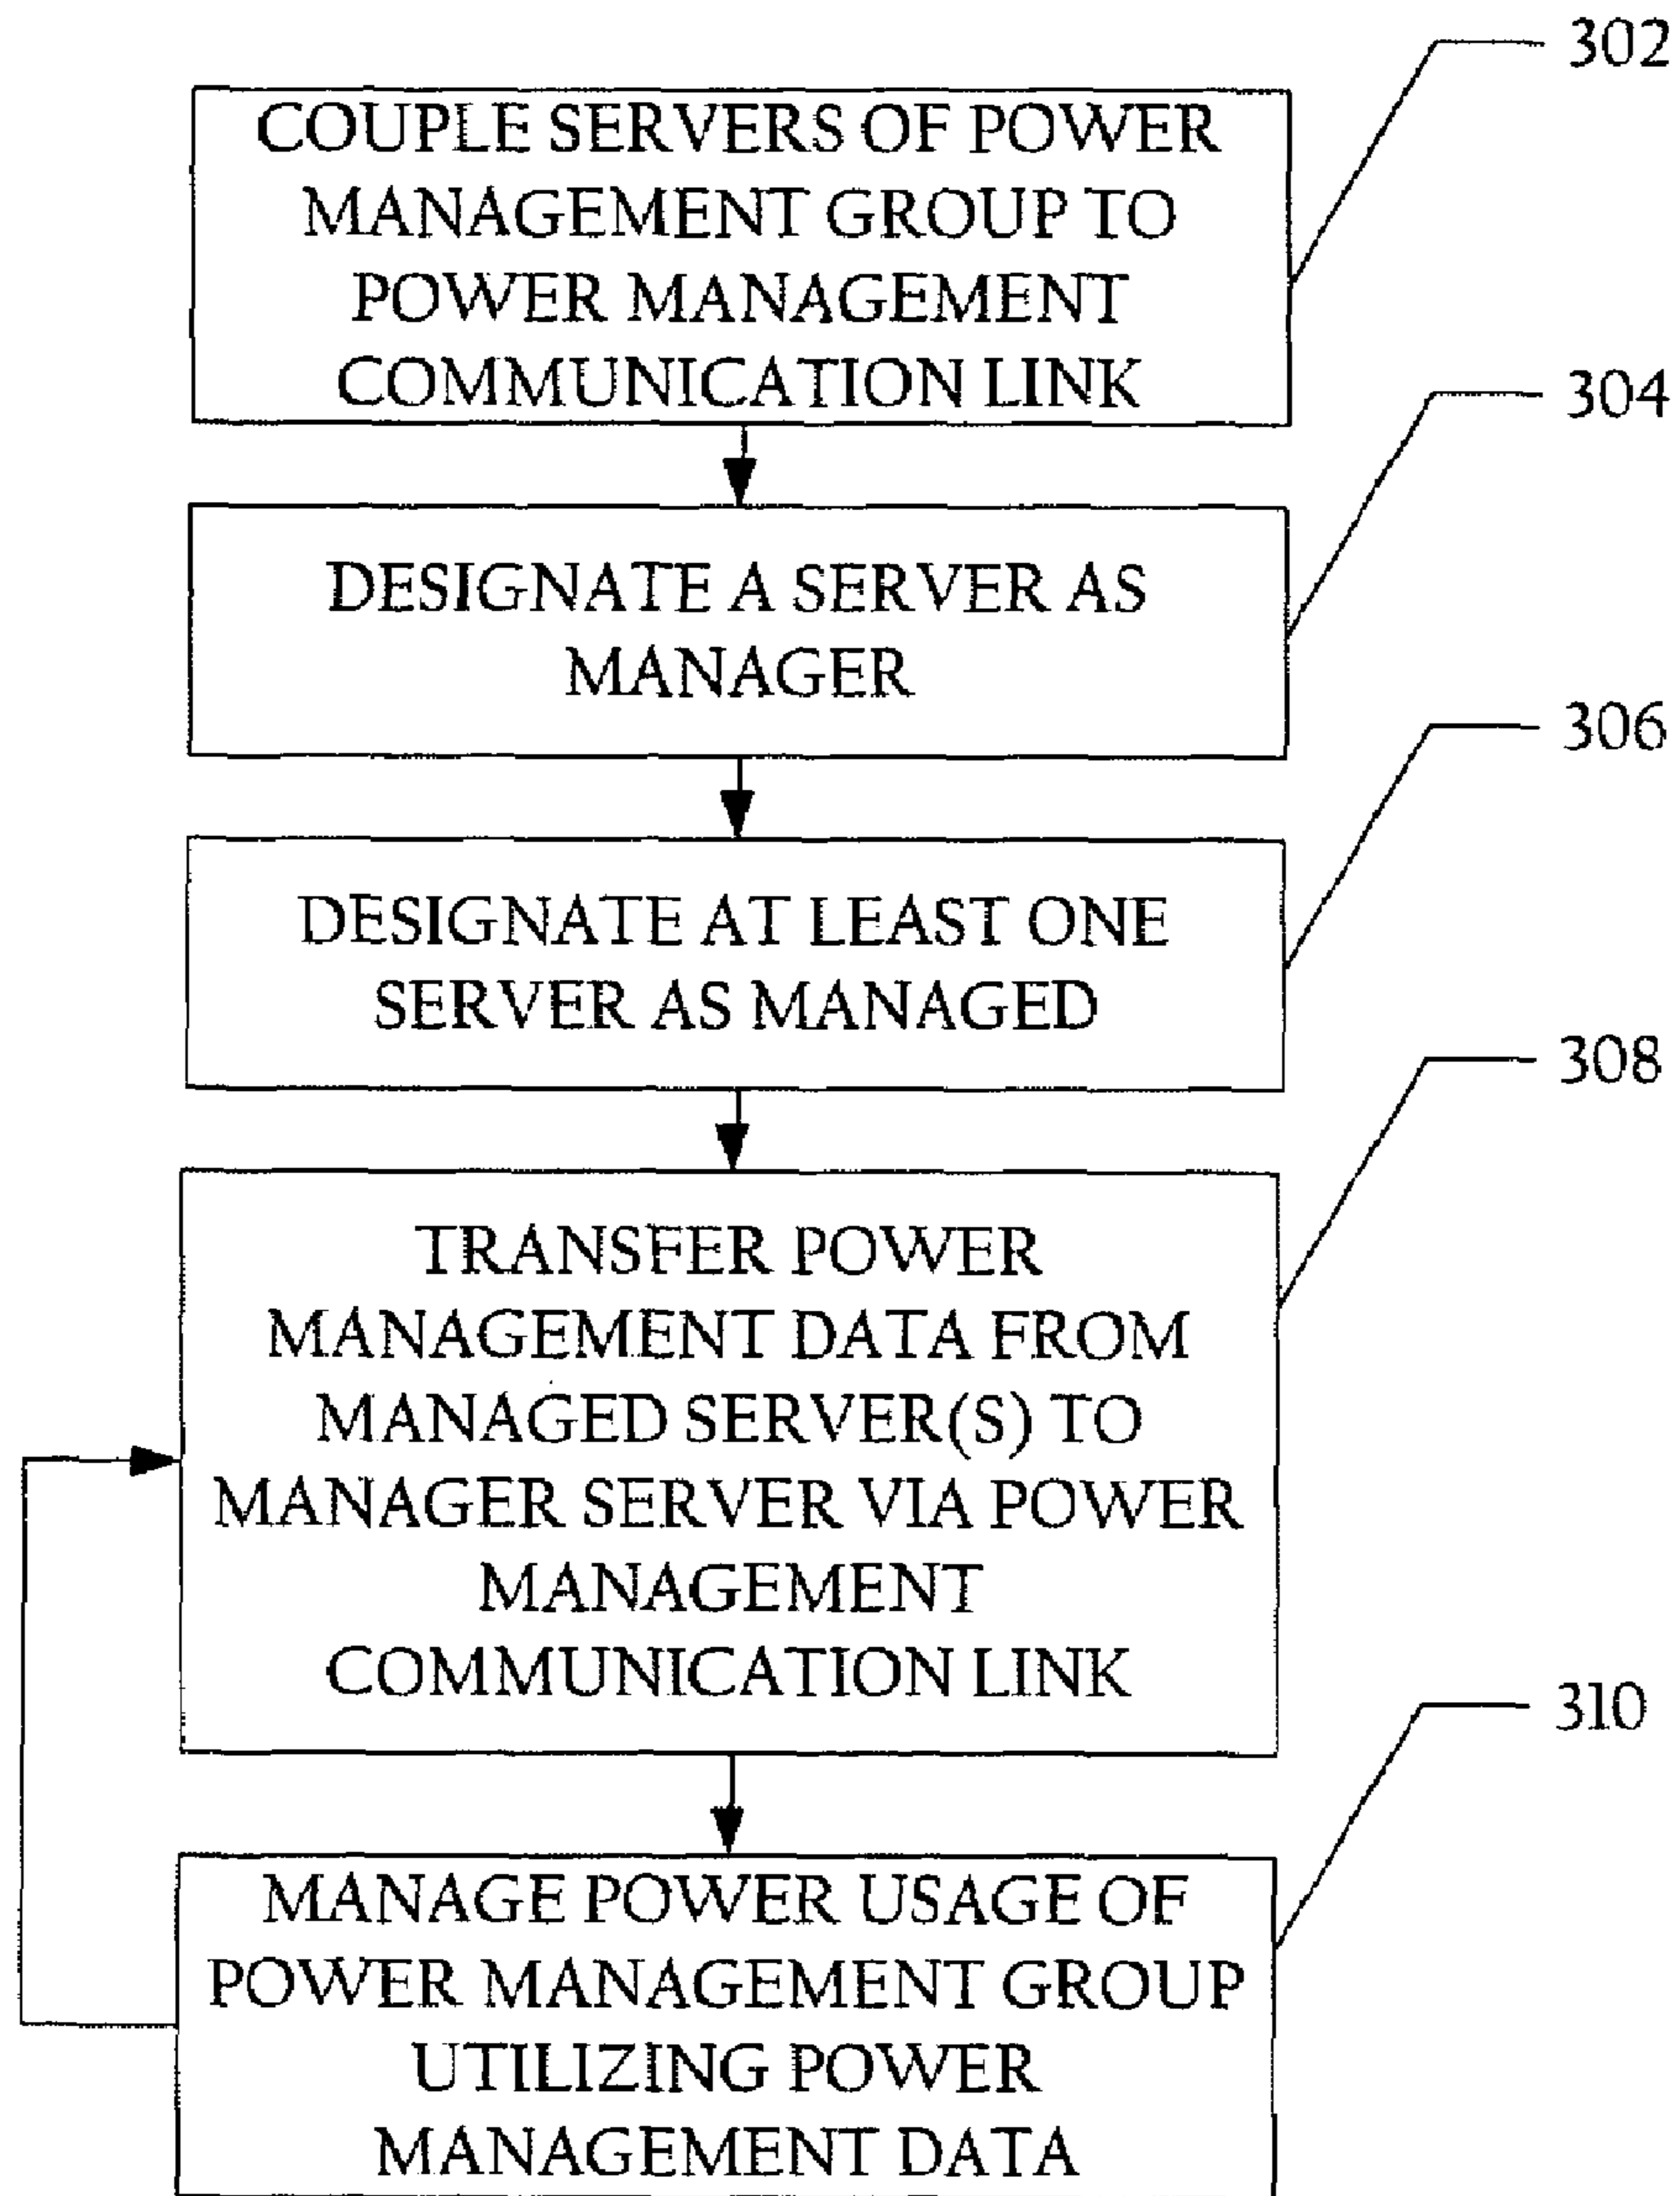 302
COUPLE SERVERS OF POWER
MANAGEMENT GROUP TO
POWER MANAGEMENT
COMMUNICATION LINK
304
DESIGNATE A SERVER AS
MANAGER
306
DESIGNATE AT LEAST ONE
SERVER AS MANAGED
308
TRANSFER POWER
MANAGEMENT DATA FROM
MANAGED SERVER(S) TO
MANAGER SERVER VIA POWER
MANAGEMENT
COMMUNICATION LINK
310
MANAGE POWER USAGE OF
POWER MANAGEMENT GROUP
UTILIZING POWER
MANAGEMENT DATA